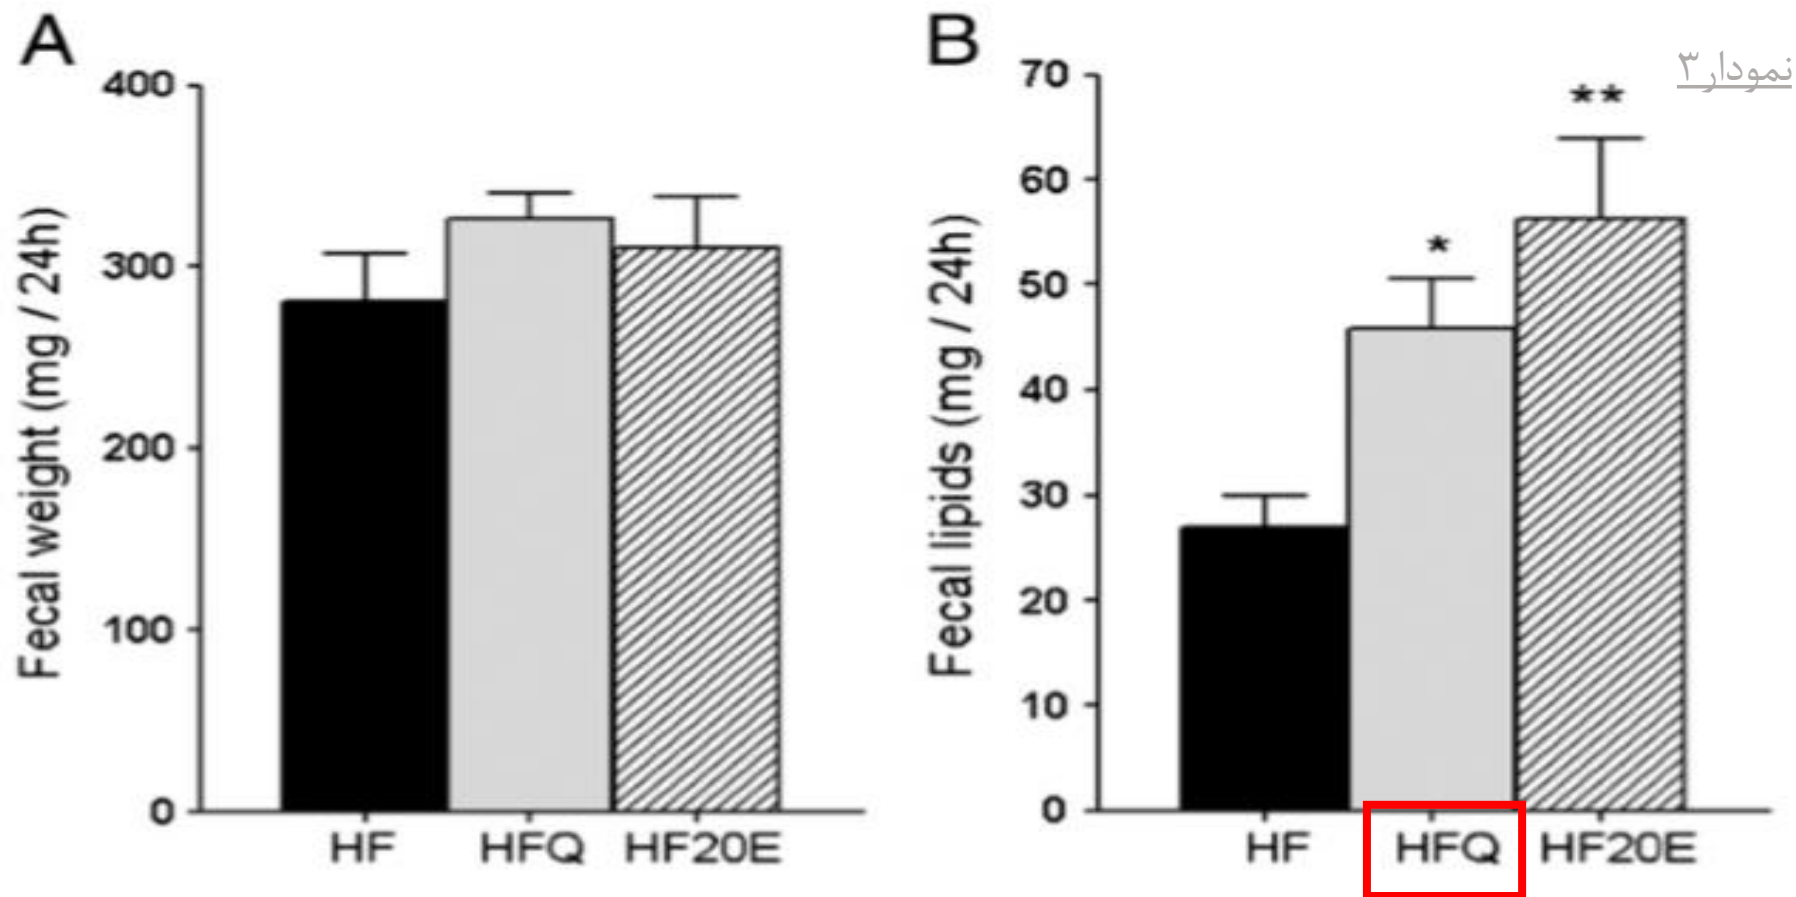 A
400
300
200
100
0
Fecal weight (mg / 24h)
HF HFQ HF20E
B
نمودار۳
70
60
50
40
30
20
10
0
Fecal lipids (mg / 24h)
*
**
HF HFQ HF20E